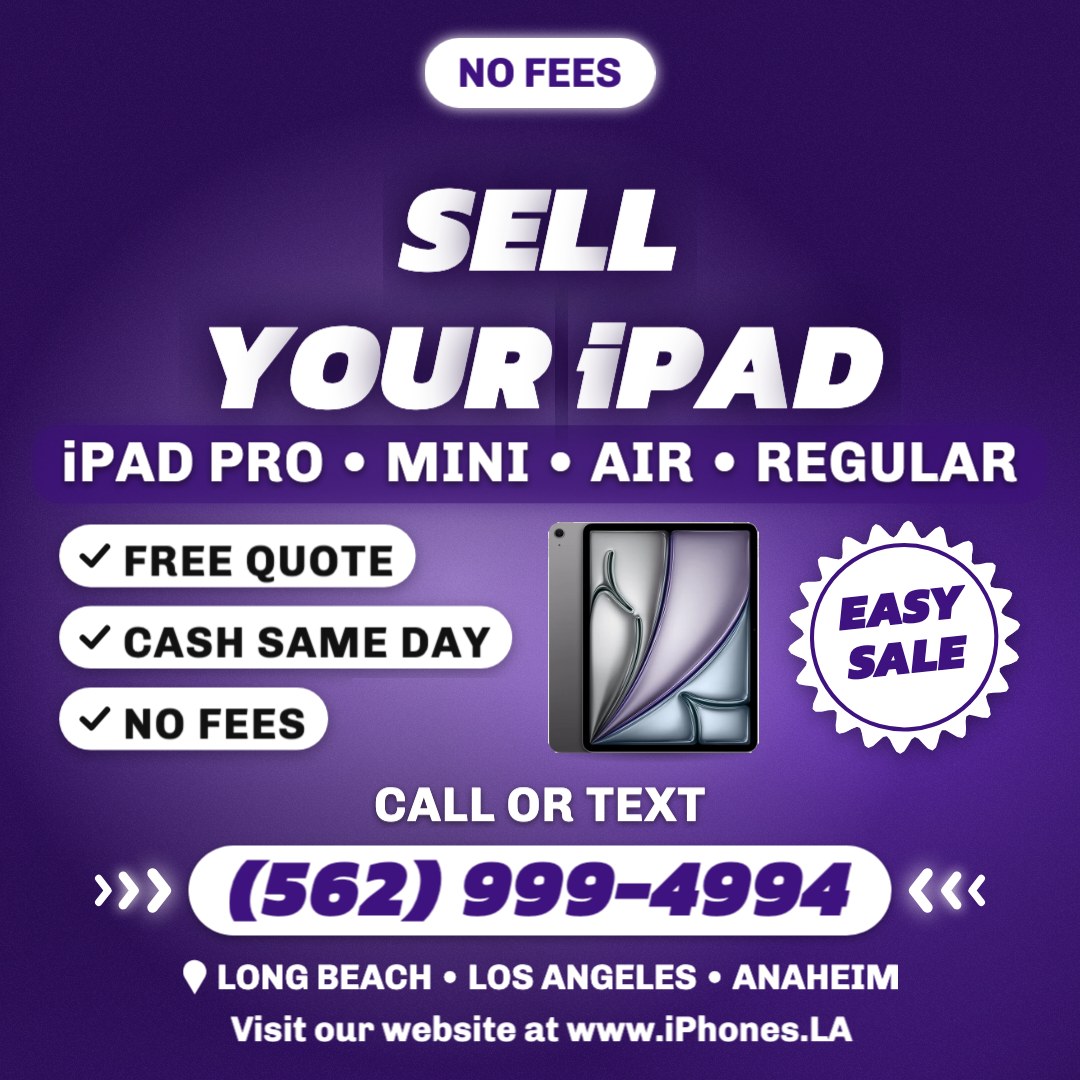 NO FEES
SELL
YOUR iPAD
iPAD PRO • MINI • AIR • REGULAR
FREE QUOTE
CASH SAME DAY
NO FEES
EASY
SALE
CALL OR TEXT
(562) 999-4994
LONG BEACH • LOS ANGELES • ANAHEIM
Visit our website at www.iPhones.LA